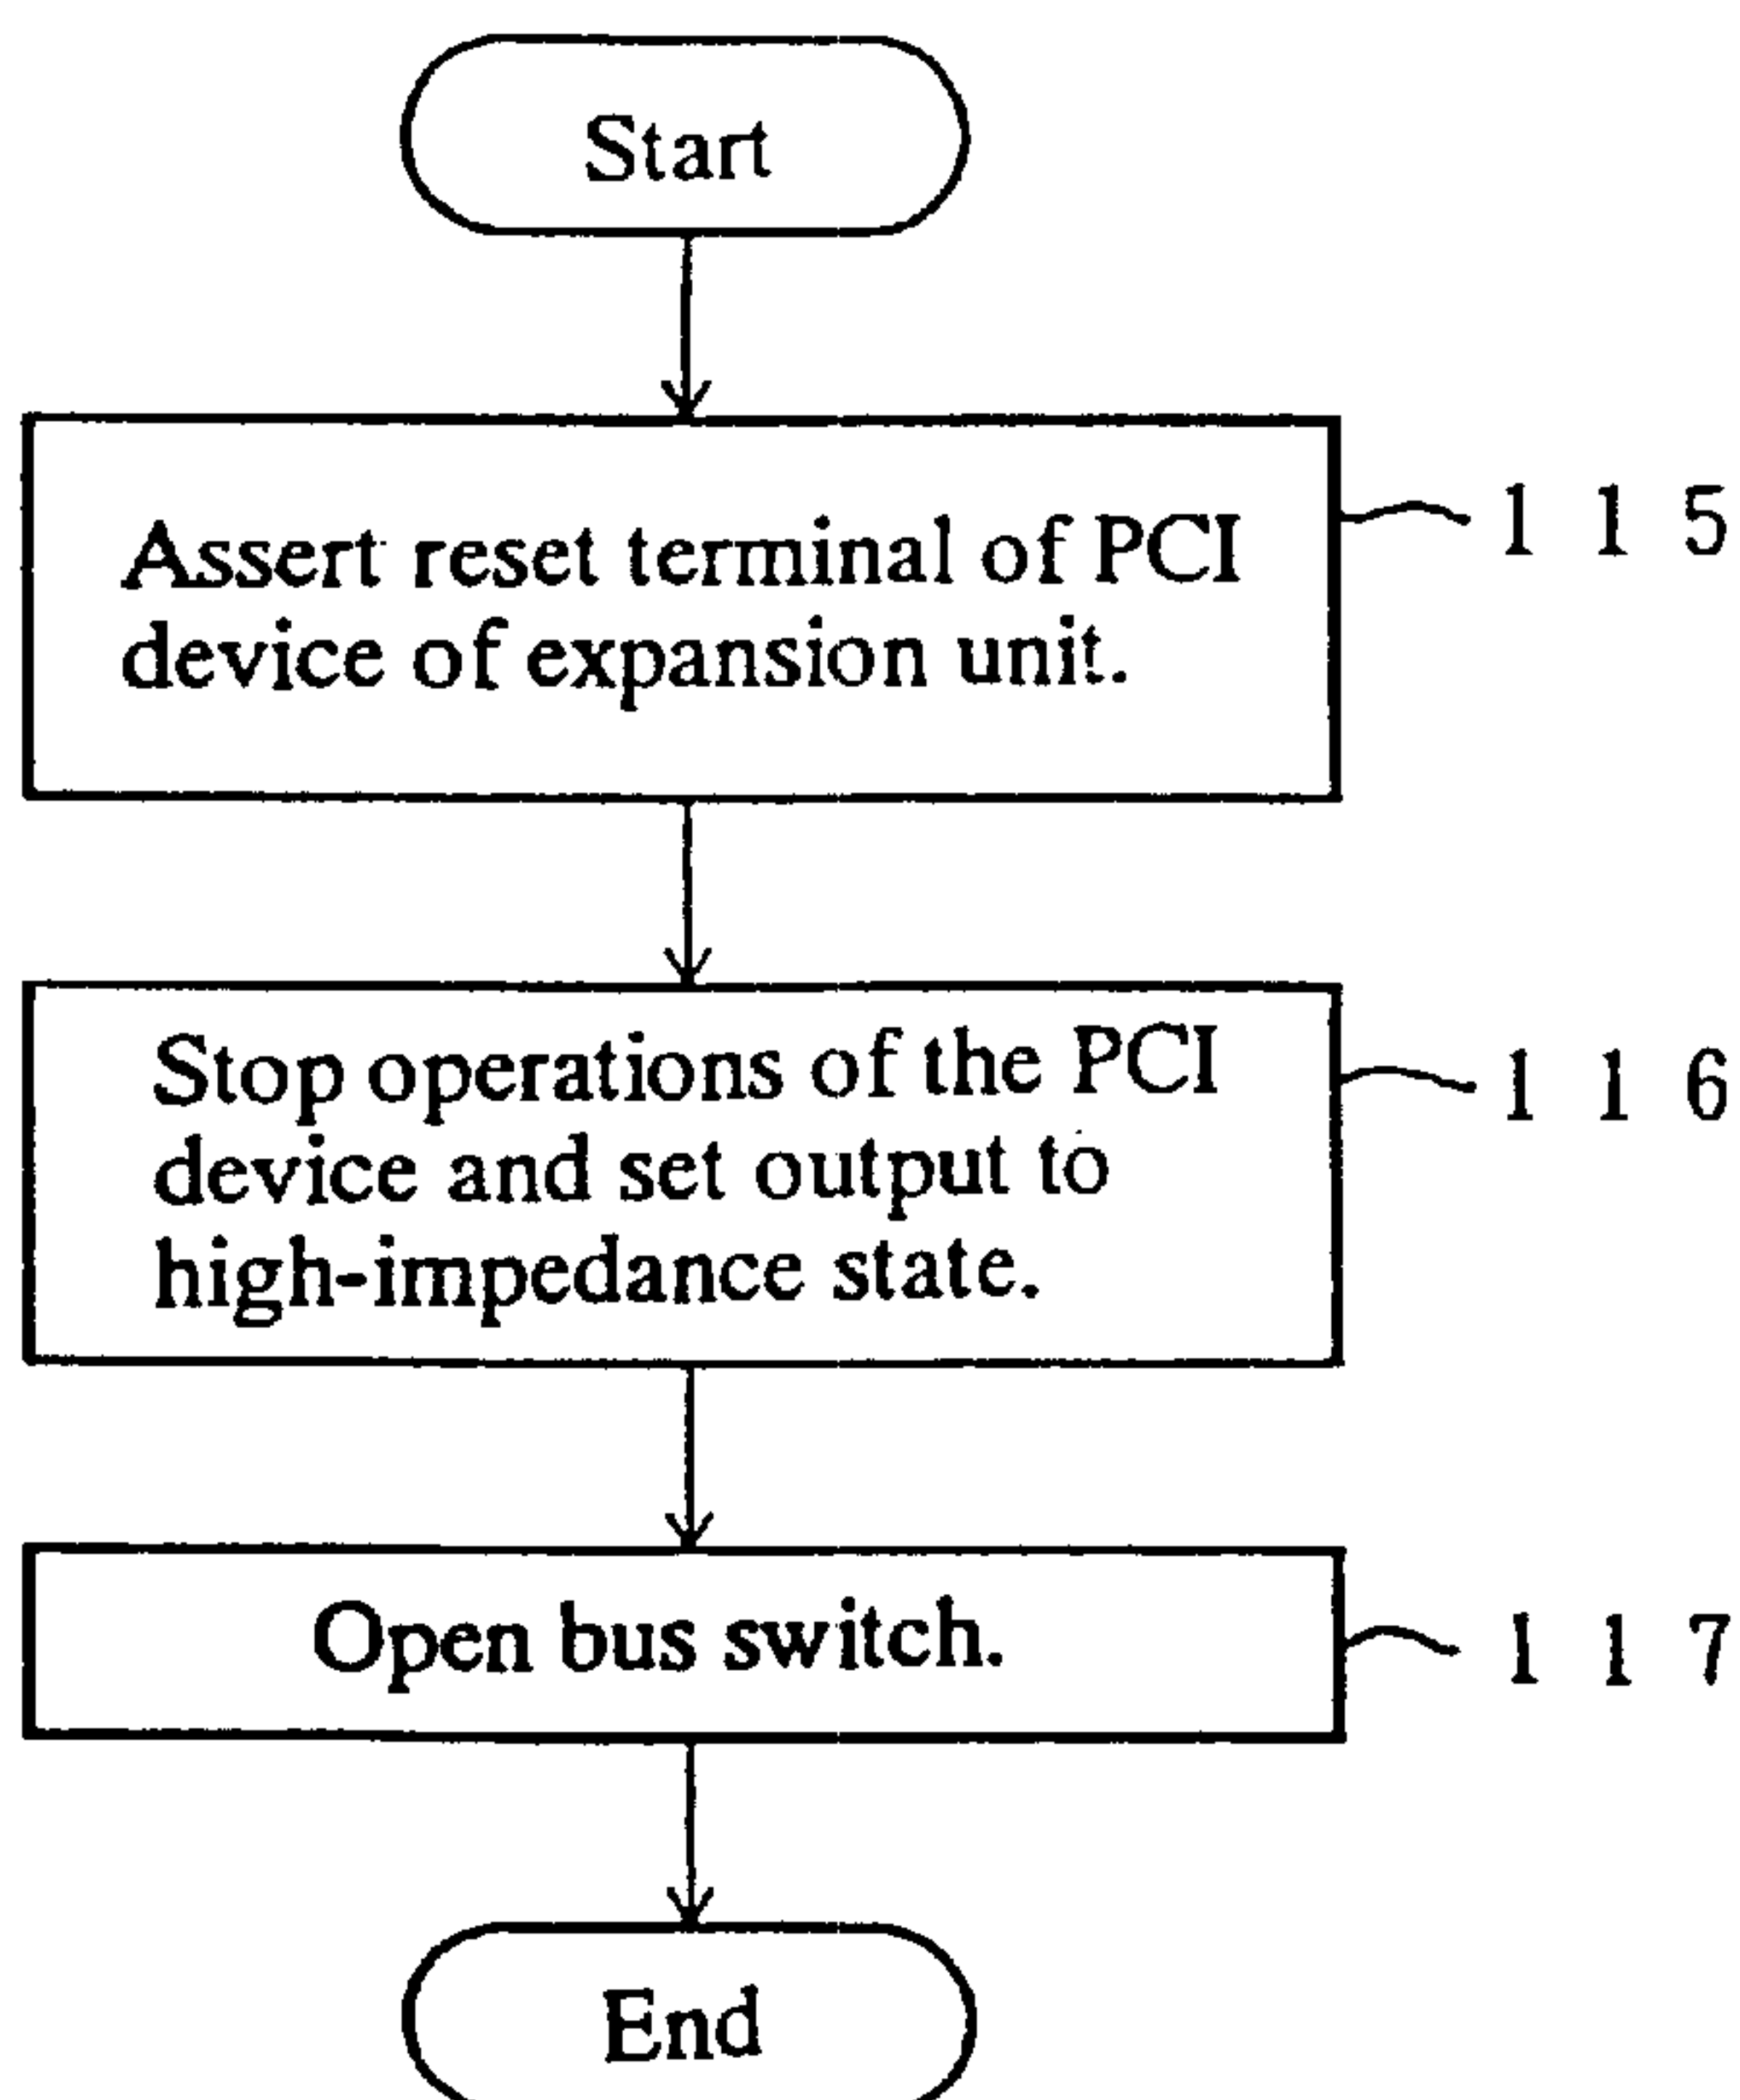 Start
Assert reset terminal of PCI
device of expansion unit.
115
Stop operations of the PCI
device and set output to
high-impedance state.
116
Open bus switch.
117
End